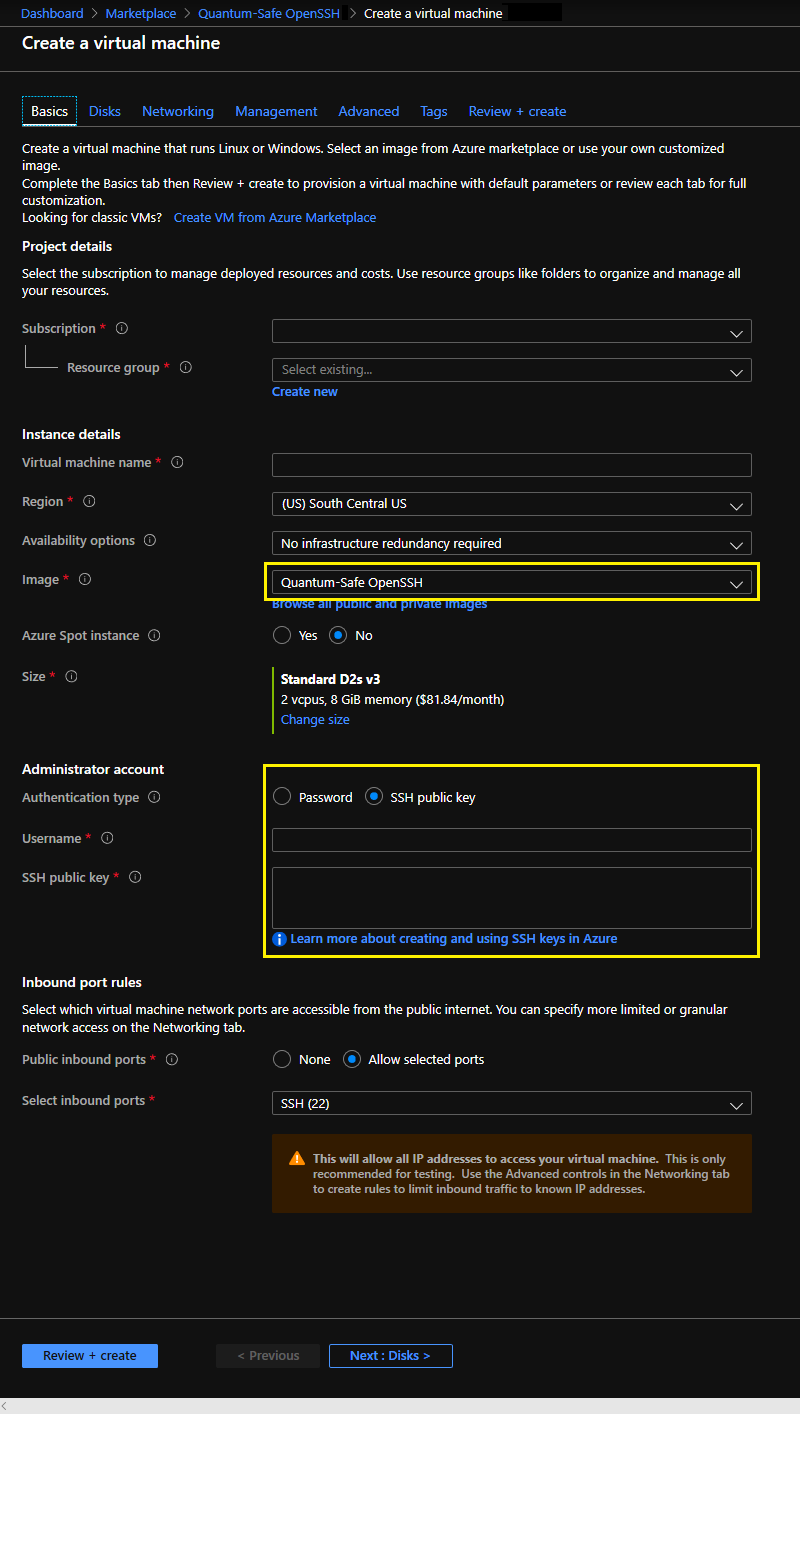 Dashboard > Marketplace > Quantum-Safe OpenSSH > Create a virtual machine
Create a virtual machine
Basics Disks Networking Management Advanced Tags Review + create
Create a virtual machine that runs Linux or Windows. Select an image from Azure marketplace or use your own customized
image.
Complete the Basics tab then Review + create to provision a virtual machine with default parameters or review each tab for full
customization.
Looking for classic VMs? Create VM from Azure Marketplace
Project details
Select the subscription to manage deployed resources and costs. Use resource groups like folders to organize and manage all
your resources.
Subscription *
Resource group * Select existing...
Create new
Instance details
Virtual machine name *
Region * (US) South Central US
Availability options No infrastructure redundancy required
Image * Quantum-Safe OpenSSH
Browse all public and private images
Azure Spot instance Yes No
Size * Standard D2s v3
2 vcpus, 8 GiB memory ($81.84/month)
Change size
Administrator account
Authentication type Password SSH public key
Username *
SSH public key *
Learn more about creating and using SSH keys in Azure
Inbound port rules
Select which virtual machine network ports are accessible from the public internet. You can specify more limited or granular
network access on the Networking tab.
Public inbound ports * None Allow selected ports
Select inbound ports * SSH (22)
This will allow all IP addresses to access your virtual machine. This is only
recommended for testing. Use the Advanced controls in the Networking tab
to create rules to limit inbound traffic to known IP addresses.
Review + create < Previous Next : Disks >